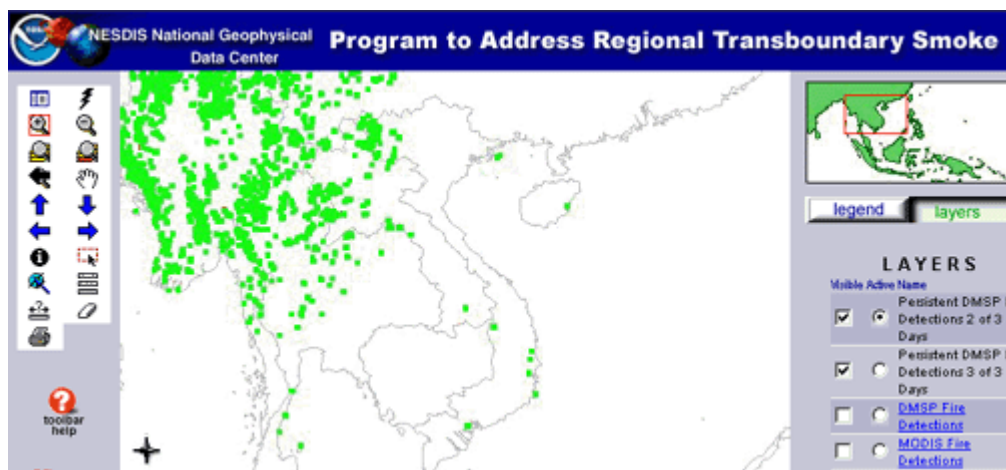 NESDIS National Geophysical
Data Center
Program to Address Regional Transboundary Smoke
legend
layers
LAYERS
Visible Active Name
Persistent DMSP
Detections 2 of 3
Days
Persistent DMSP
Detections 3 of 3
Days
DMSP Fire
Detections
MODIS Fire
Detections
toolbar
help